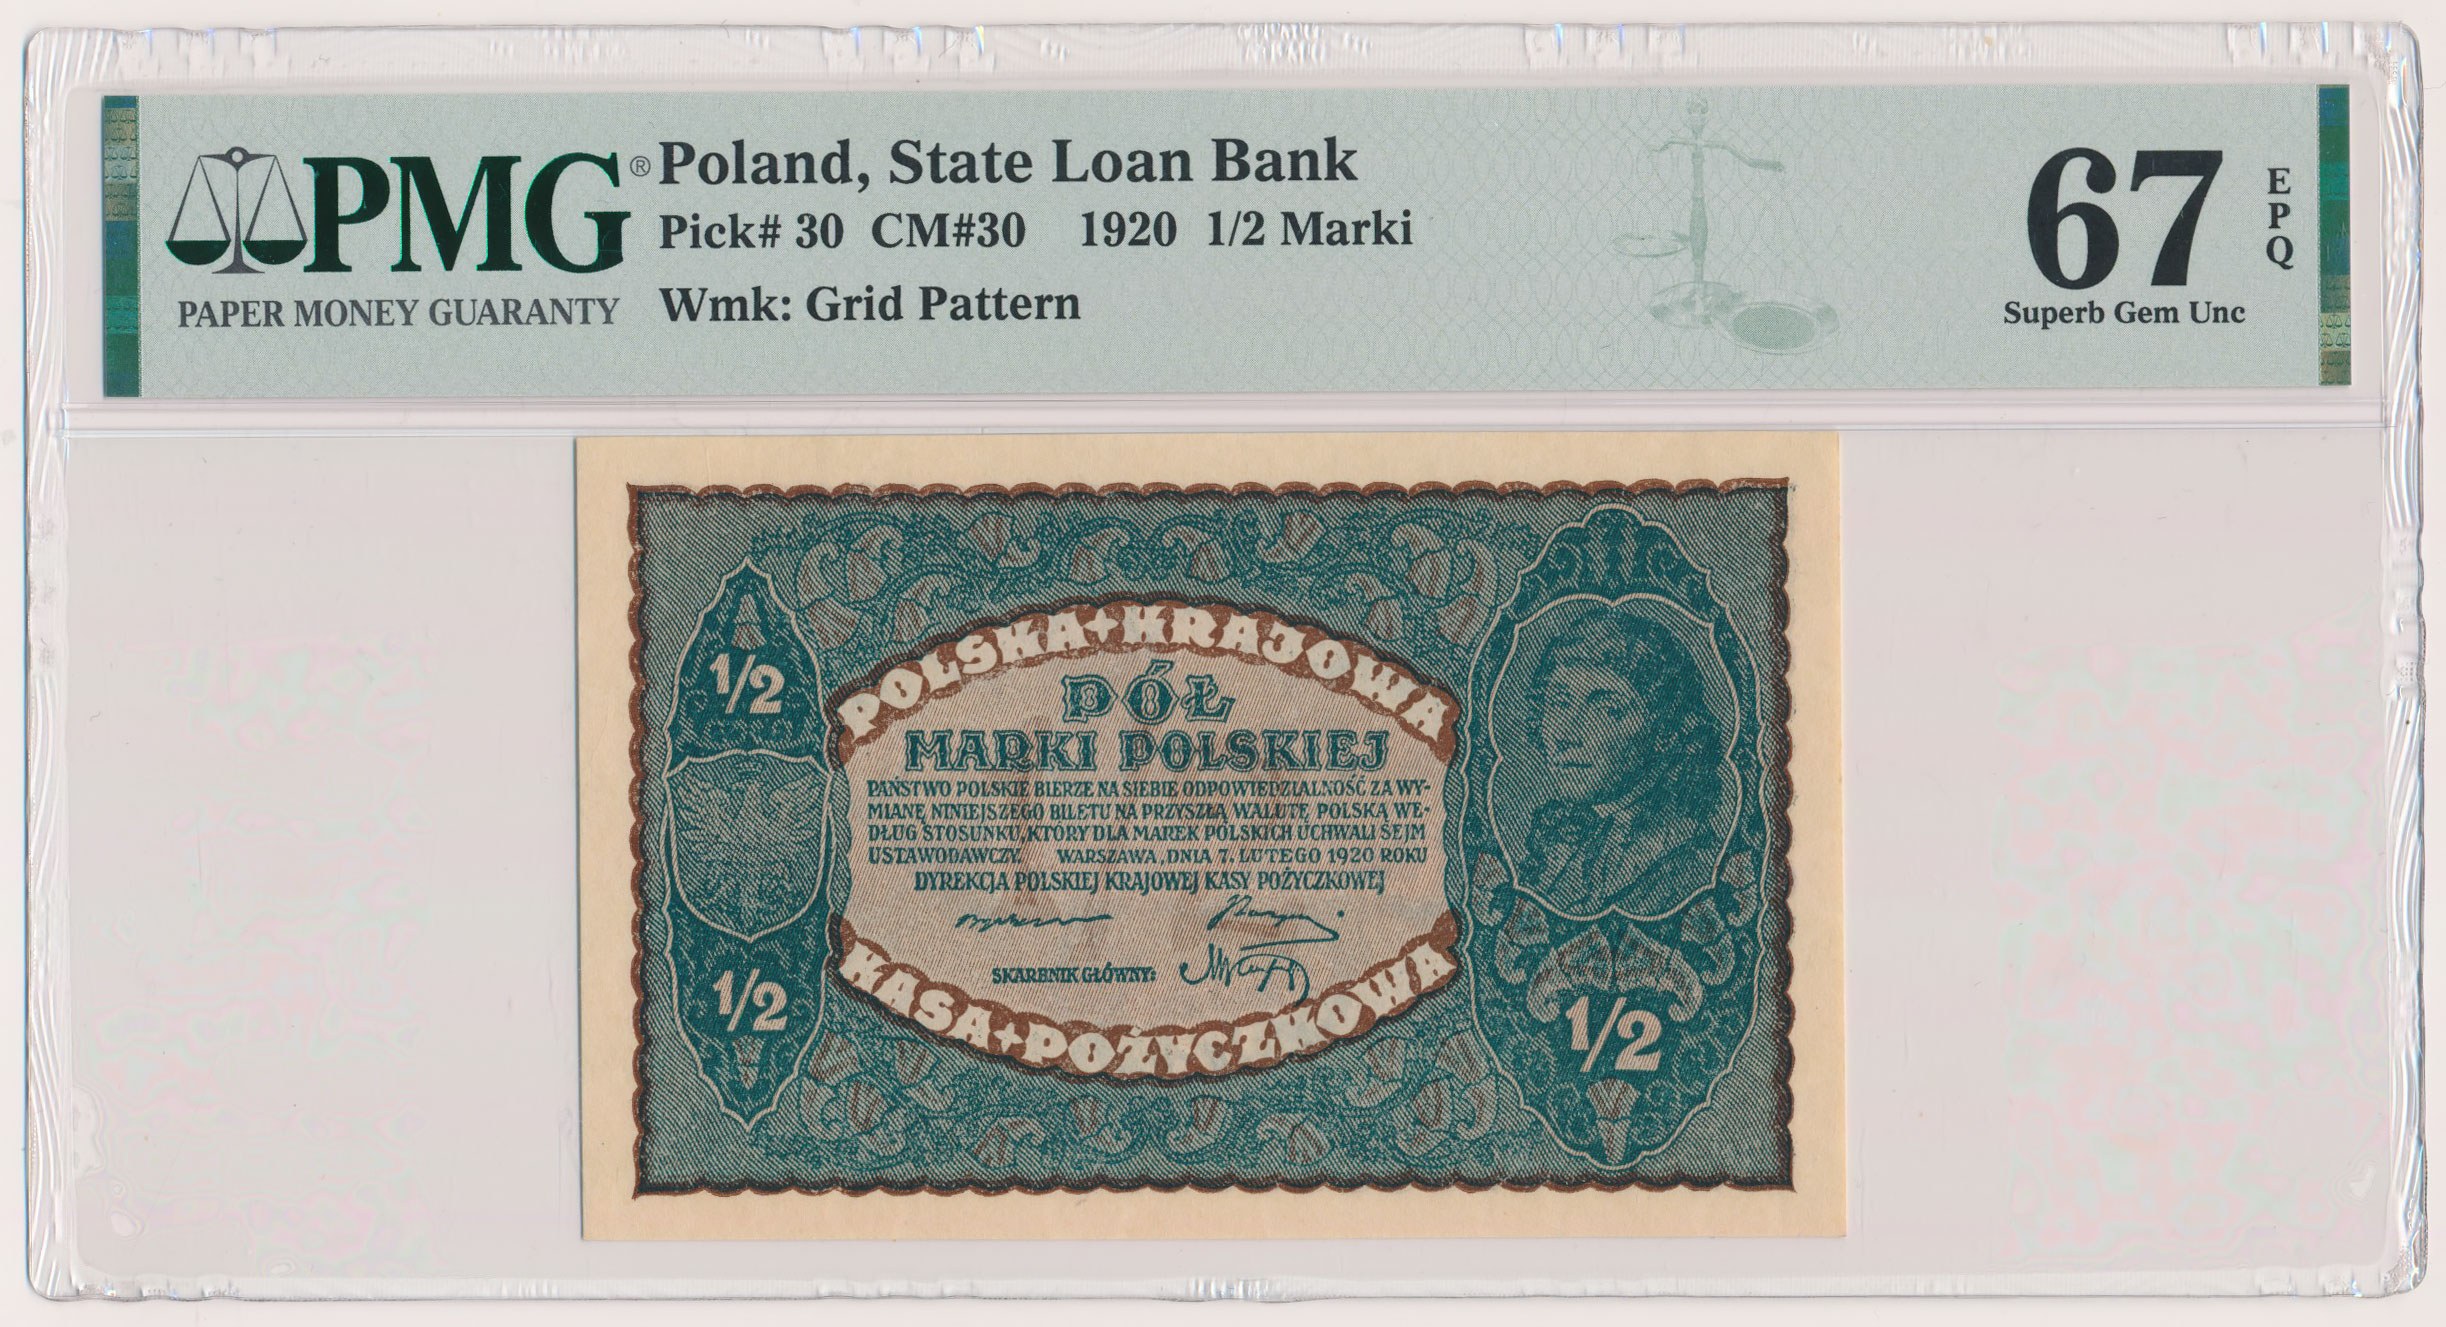 PMG® Poland, State Loan Bank
PAPER MONEY GUARANTY
Pick# 30 CM#30 1920 1/2 Marki
Wmk: Grid Pattern
67 EPQ
Superb Gem Unc
POLSKA + KRAJOWA
1/2
PÓŁ
MARKI POLSKIEJ
PAŃSTWO POLSKIE BIERZE NA SIEBIE ODPOWIEDZIALNOŚĆ ZA WY-
MIANĘ NINIEJSZEGO BILETU NA PRZYSZŁĄ WALUTĘ POLSKĄ WE-
DŁUG STOSUNKU, KTÓRY DLA MAREK POLSKICH UCHWALI SEJM
USTAWODAWCZY. WARSZAWA, DNIA 7. LUTEGO 1920 ROKU
DYREKCJA POLSKIEJ KRAJOWEJ KASY POŻYCZKOWEJ
SKARBNIK GŁÓWNY:
1/2
1/2
KASA + POŻYCZKOWA